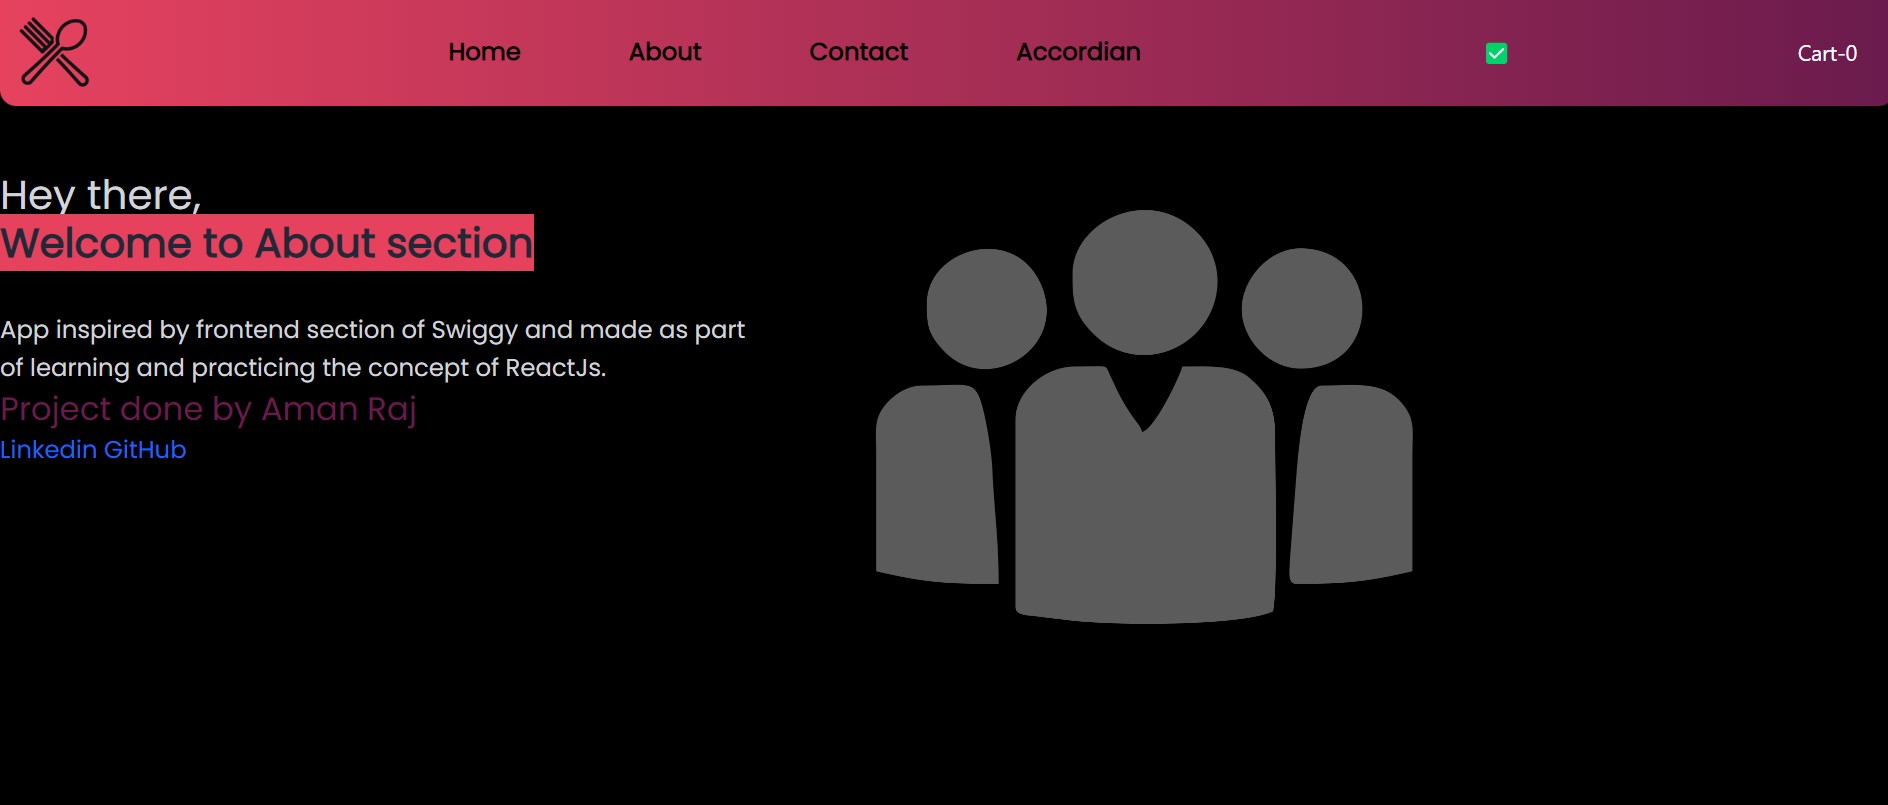 Home About Contact Accordian ✅ Cart-0
Hey there,
Welcome to About section
App inspired by frontend section of Swiggy and made as part
of learning and practicing the concept of ReactJs.
Project done by Aman Raj
Linkedin GitHub